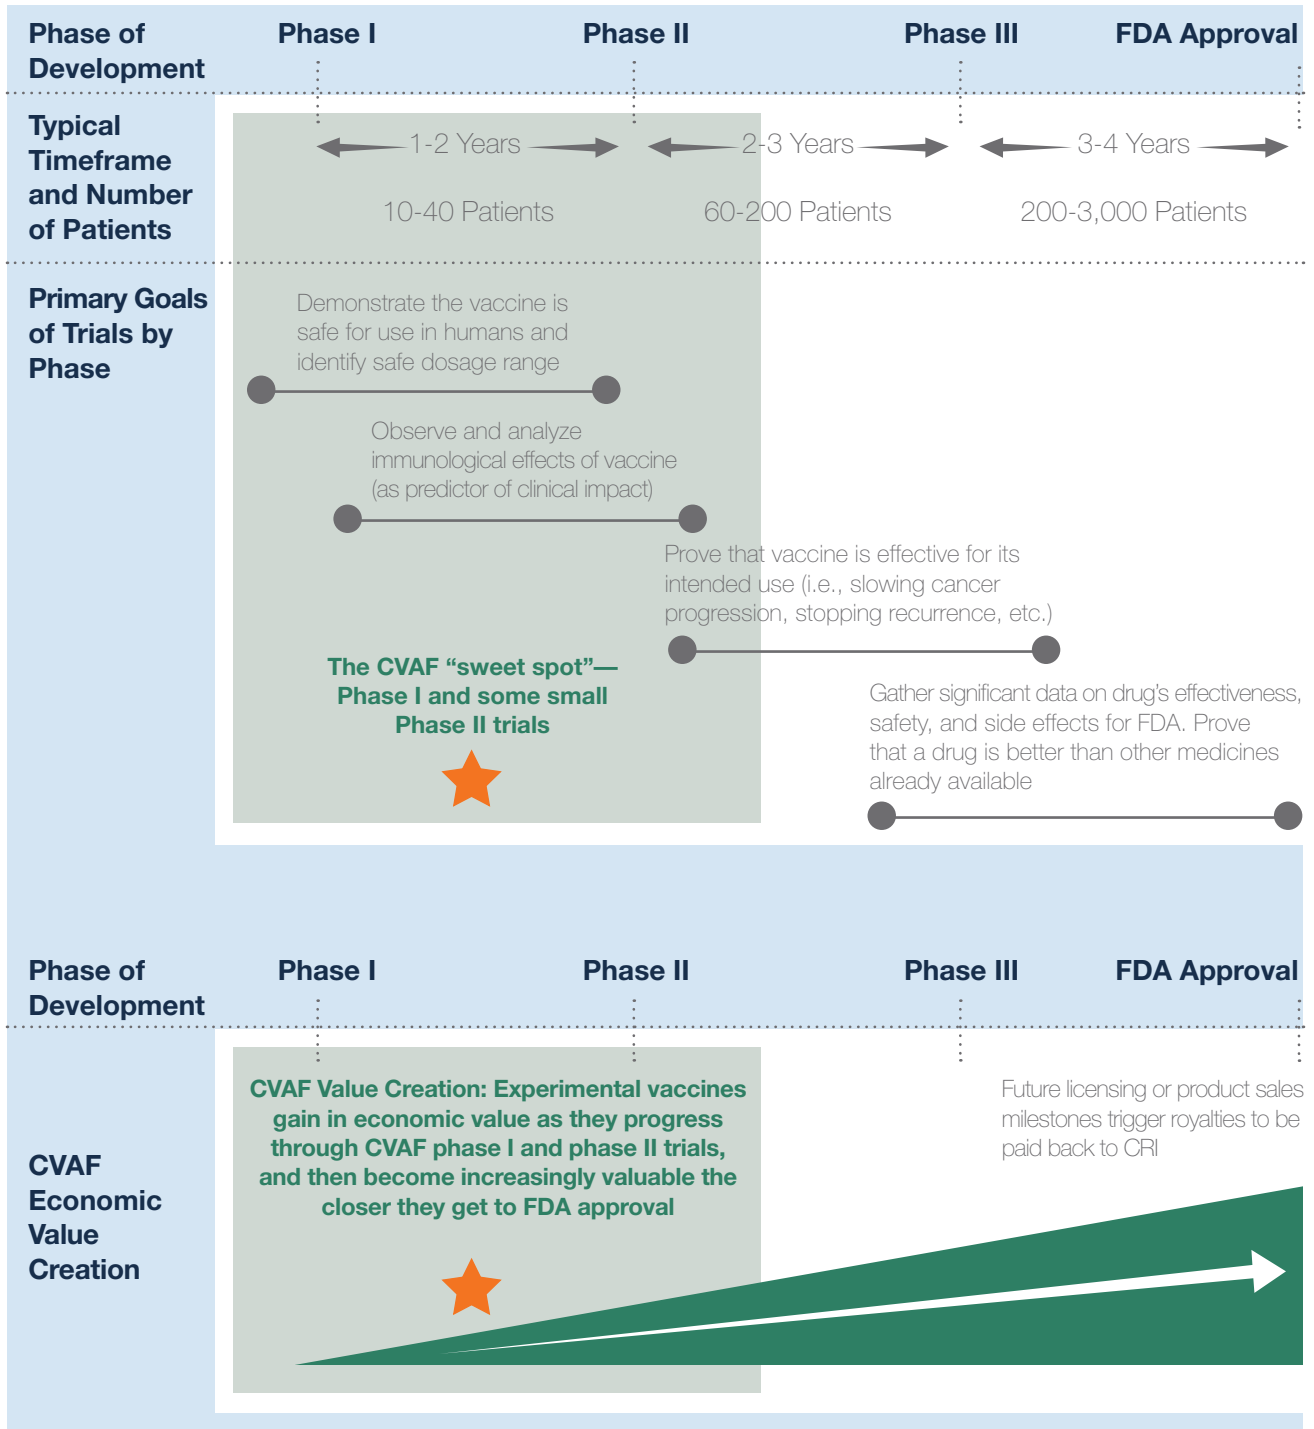 Phase of
Development
Phase I
Phase II
Phase III
FDA Approval
Typical
Timeframe
and Number
of Patients
1-2 Years
2-3 Years
3-4 Years
10-40 Patients
60-200 Patients
200-3,000 Patients
Primary Goals
of Trials by
Phase
Demonstrate the vaccine is
safe for use in humans and
identify safe dosage range
Observe and analyze
immunological effects of vaccine
(as predictor of clinical impact)
Prove that vaccine is effective for its
intended use (i.e., slowing cancer
progression, stopping recurrence, etc.)
The CVAF “sweet spot”—
Phase I and some small
Phase II trials
Gather significant data on drug’s effectiveness,
safety, and side effects for FDA. Prove
that a drug is better than other medicines
already available
Phase of
Development
Phase I
Phase II
Phase III
FDA Approval
CVAF
Economic
Value
Creation
CVAF Value Creation: Experimental vaccines
gain in economic value as they progress
through CVAF phase I and phase II trials,
and then become increasingly valuable the
closer they get to FDA approval
Future licensing or product sales
milestones trigger royalties to be
paid back to CRI